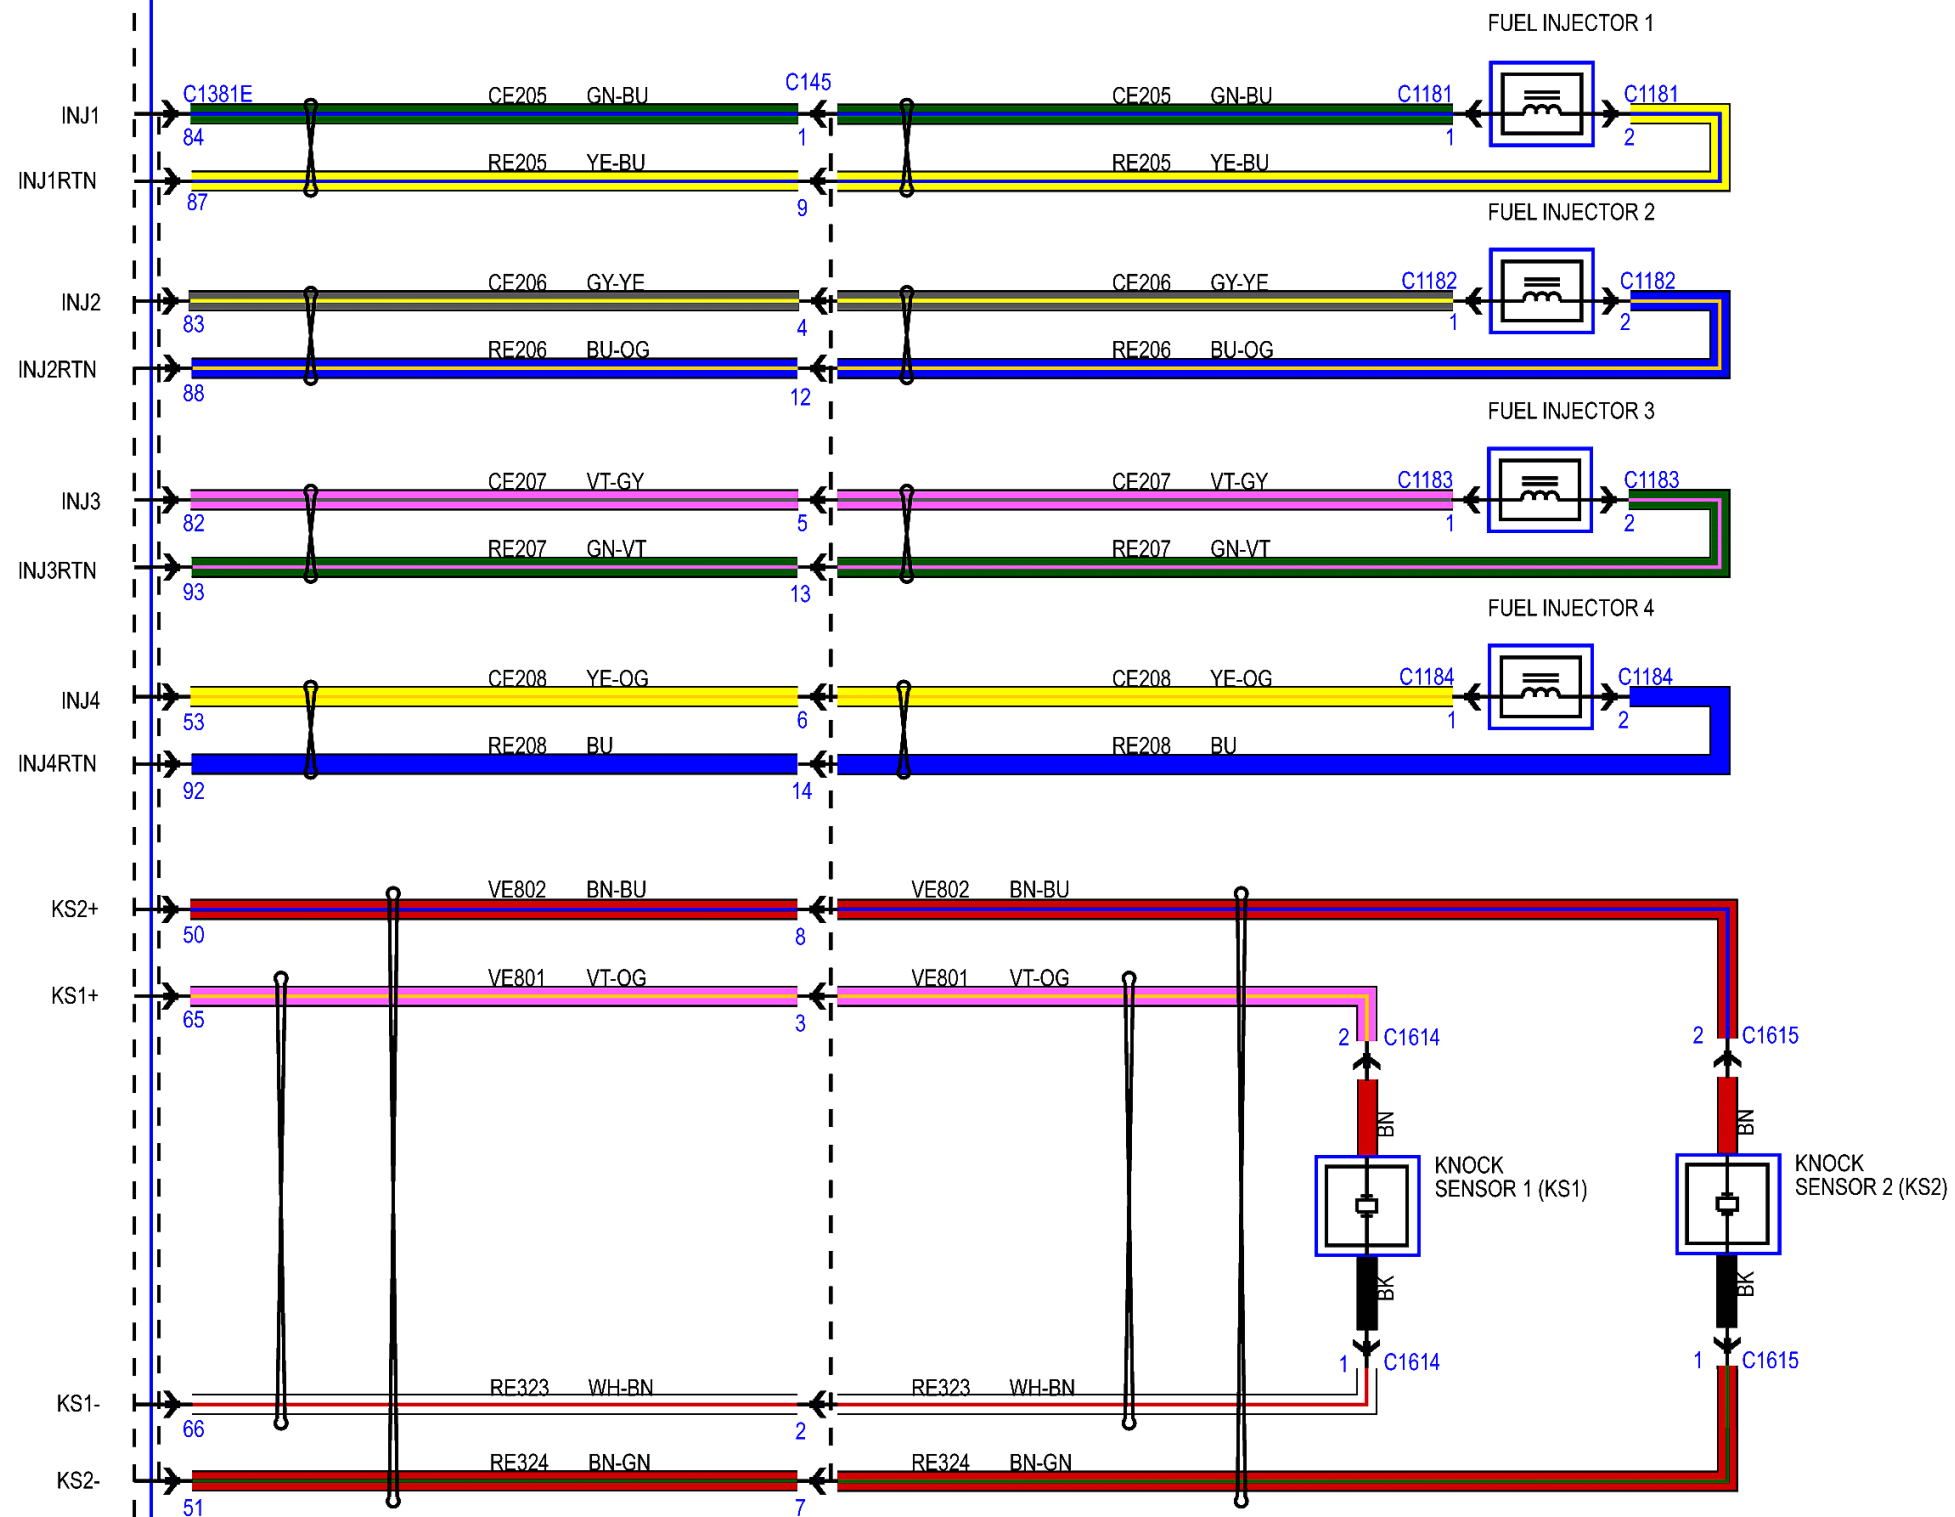 FUEL INJECTOR 1
INJ1 C1381E CE205 GN-BU C145 CE205 GN-BU C1181 C1181
84 1 1 2
INJ1RTN RE205 YE-BU RE205 YE-BU
87 9
FUEL INJECTOR 2
INJ2 CE206 GY-YE CE206 GY-YE C1182 C1182
83 4 1 2
INJ2RTN RE206 BU-OG RE206 BU-OG
88 12
FUEL INJECTOR 3
INJ3 CE207 VT-GY CE207 VT-GY C1183 C1183
82 5 1 2
INJ3RTN RE207 GN-VT RE207 GN-VT
93 13
FUEL INJECTOR 4
INJ4 CE208 YE-OG CE208 YE-OG C1184 C1184
53 6 1 2
INJ4RTN RE208 BU RE208 BU
92 14
KS2+ VE802 BN-BU VE802 BN-BU
50 8
KS1+ VE801 VT-OG VE801 VT-OG
65 3
2 C1614 2 C1615
BN BN
KNOCK
SENSOR 1 (KS1)
KNOCK
SENSOR 2 (KS2)
BK BK
1 C1614 1 C1615
KS1- RE323 WH-BN RE323 WH-BN
66 2
KS2- RE324 BN-GN RE324 BN-GN
51 7